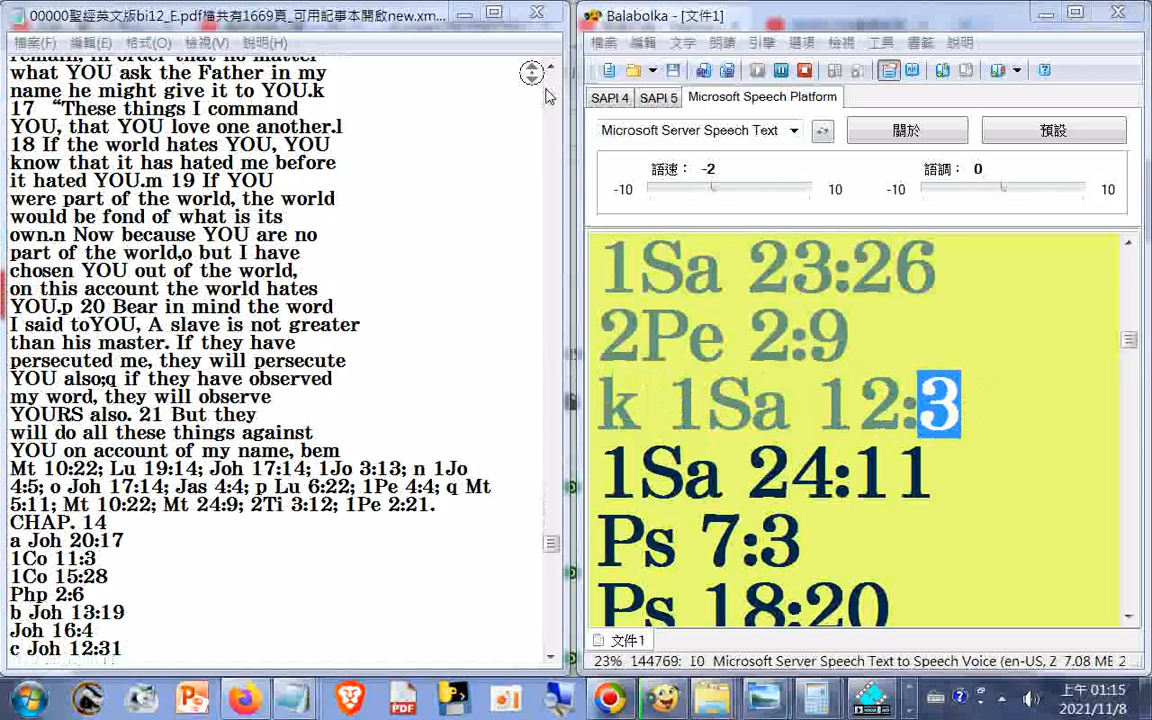 00000聖經英文版bi12_E.pdf檔共有1669頁_可用記事本開啟new.xm...
檔案(F) 編輯(E) 格式(O) 檢視(V) 說明(H)
remain, in order that no matter
what YOU ask the Father in my
name he might give it to YOU.k
17 “These things I command
YOU, that YOU love one another.l
18 If the world hates YOU, YOU
know that it has hated me before
it hated YOU.m 19 If YOU
were part of the world, the world
would be fond of what is its
own.n Now because YOU are no
part of the world,o but I have
chosen YOU out of the world,
on this account the world hates
YOU.p 20 Bear in mind the word
I said toYOU, A slave is not greater
than his master. If they have
persecuted me, they will persecute
YOU also;q if they have observed
my word, they will observe
YOURS also. 21 But they
will do all these things against
YOU on account of my name, bem
Mt 10:22; Lu 19:14; Joh 17:14; 1Jo 3:13; n 1Jo
4:5; o Joh 17:14; Jas 4:4; p Lu 6:22; 1Pe 4:4; q Mt
5:11; Mt 10:22; Mt 24:9; 2Ti 3:12; 1Pe 2:21.
CHAP. 14
a Joh 20:17
1Co 11:3
1Co 15:28
Php 2:6
b Joh 13:19
Joh 16:4
c Joh 12:31
Balabolka - [文件1]
檔案 編輯 文字 閱讀 引擎 選項 檢視 工具 書籤 說明
SAPI 4 SAPI 5 Microsoft Speech Platform
Microsoft Server Speech Text 關於 預設
語速： -2 語調： 0
-10 10 -10 10
1Sa 23:26
2Pe 2:9
k 1Sa 12:3
1Sa 24:11
Ps 7:3
Ps 18:20
文件1
23% 144769: 10 Microsoft Server Speech Text to Speech Voice (en-US, Z 7.08 MB 2
PDF
上午 01:15
2021/11/8